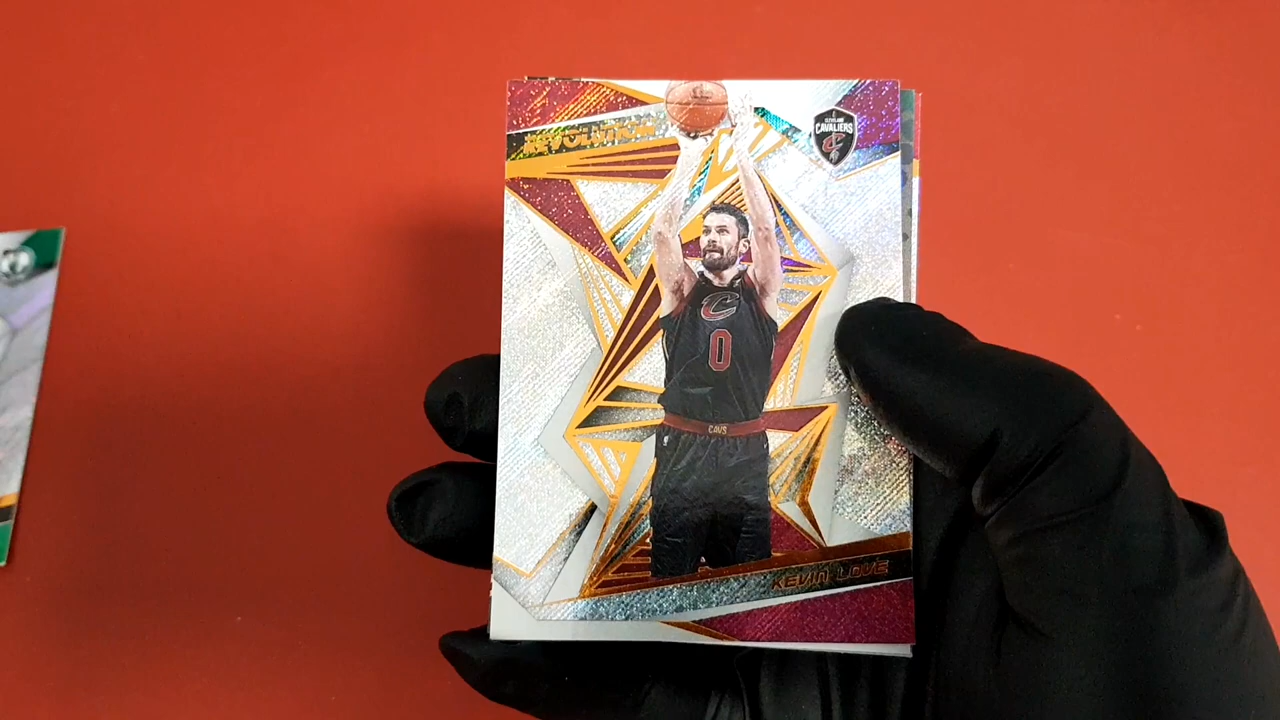 REVOLUTION
CLEVELAND
CAVALIERS
C
C
0
CAVS
KEVIN LOVE